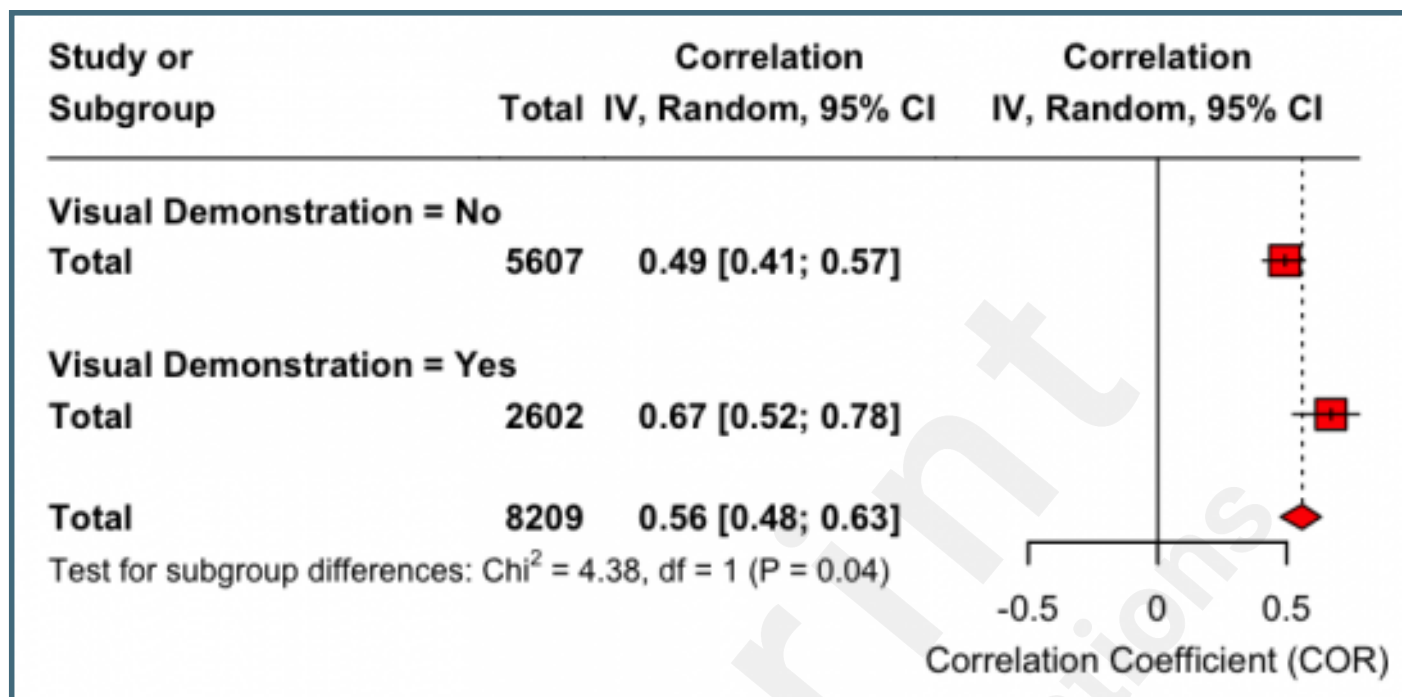 Study or Correlation Correlation
Subgroup Total IV, Random, 95% CI IV, Random, 95% CI
Visual Demonstration = No
Total 5607 0.49 [0.41; 0.57]
Visual Demonstration = Yes
Total 2602 0.67 [0.52; 0.78]
Total 8209 0.56 [0.48; 0.63]
Test for subgroup differences: Chi² = 4.38, df = 1 (P = 0.04)
-0.5 0 0.5
Correlation Coefficient (COR)